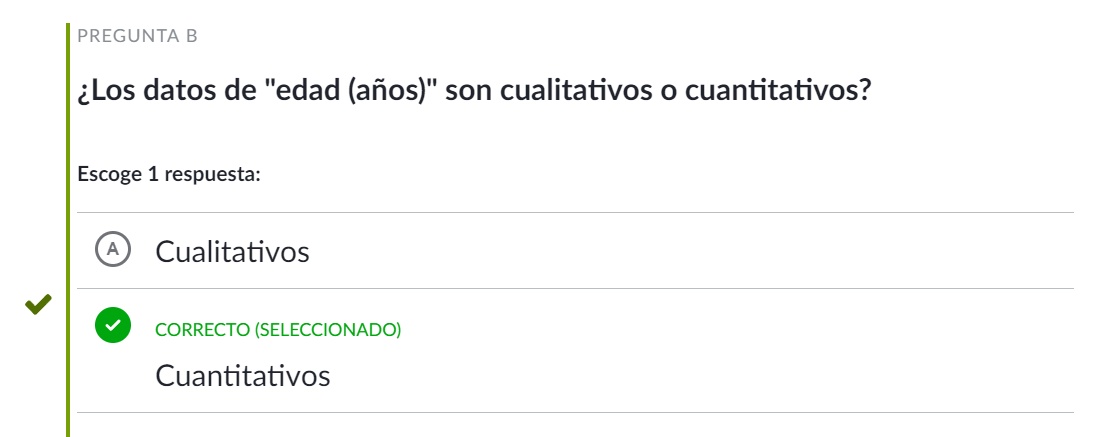 PREGUNTA B
¿Los datos de "edad (años)" son cualitativos o cuantitativos?
Escoge 1 respuesta:
A Cualitativos
CORRECTO (SELECCIONADO)
Cuantitativos